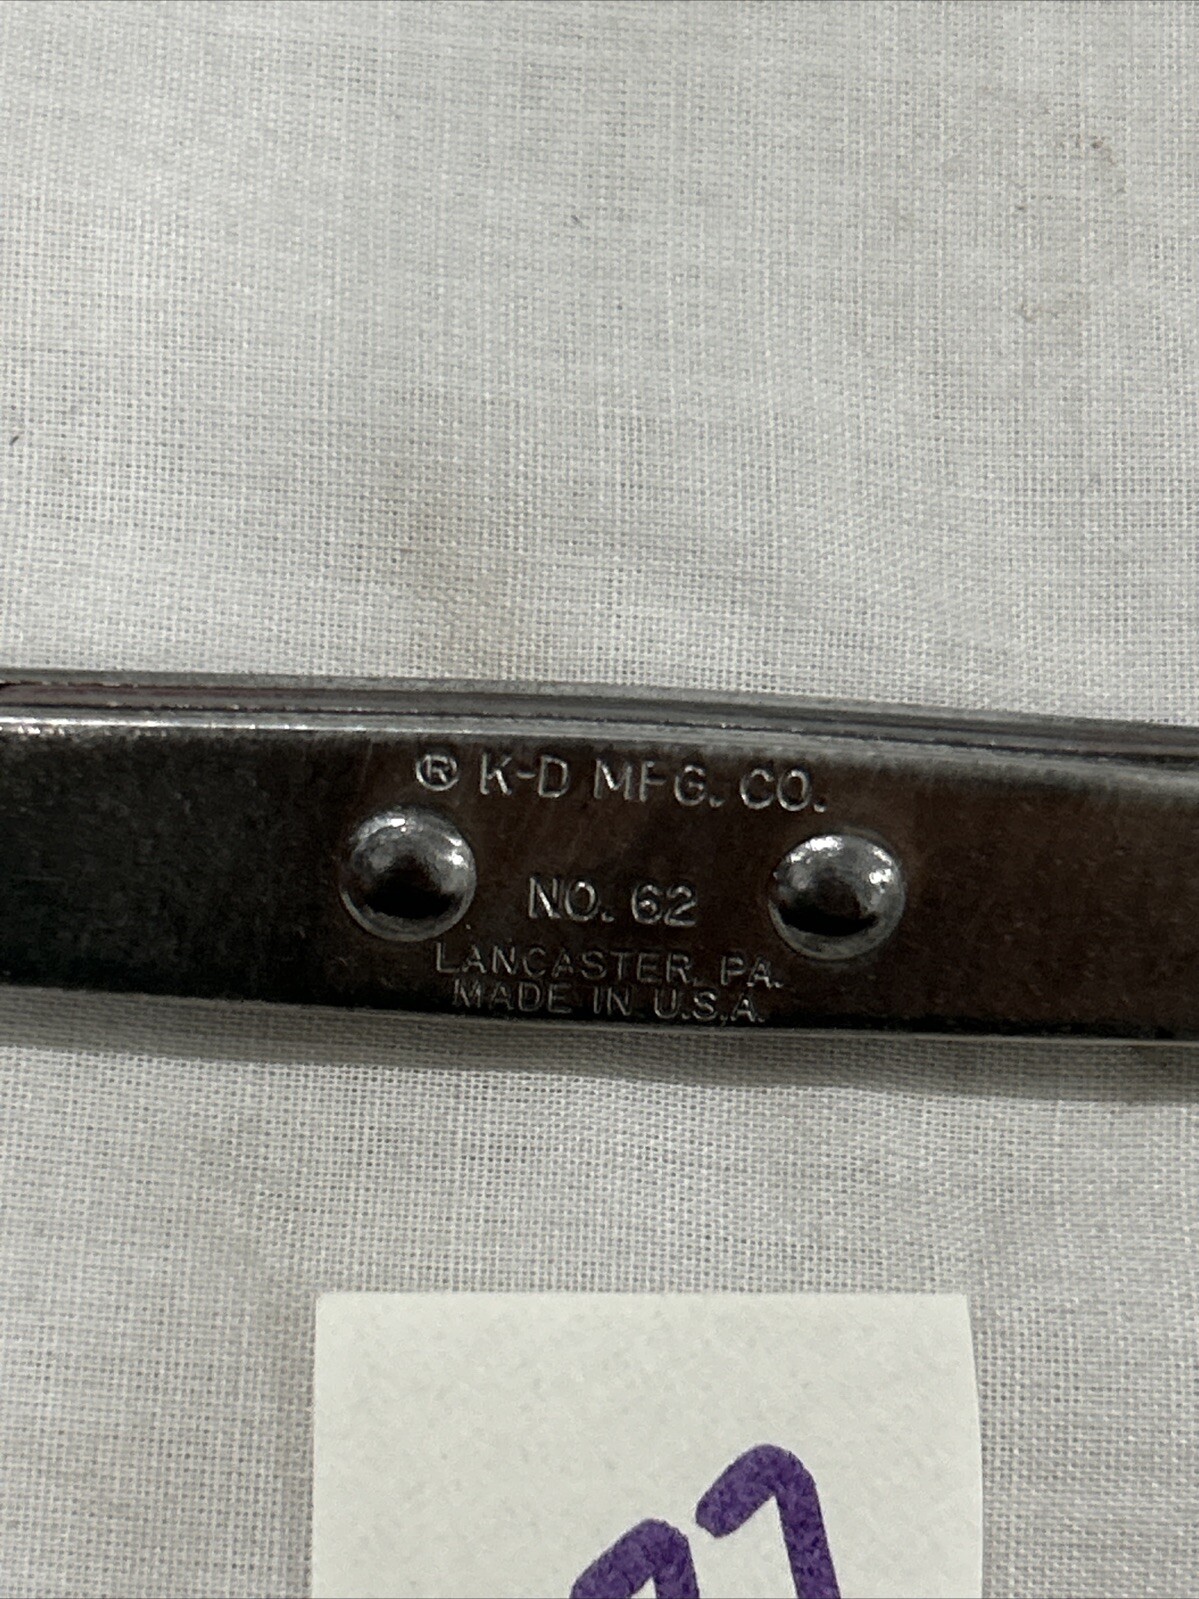 ® K-D MFG. CO.
NO. 62
LANCASTER, PA.
MADE IN U.S.A.